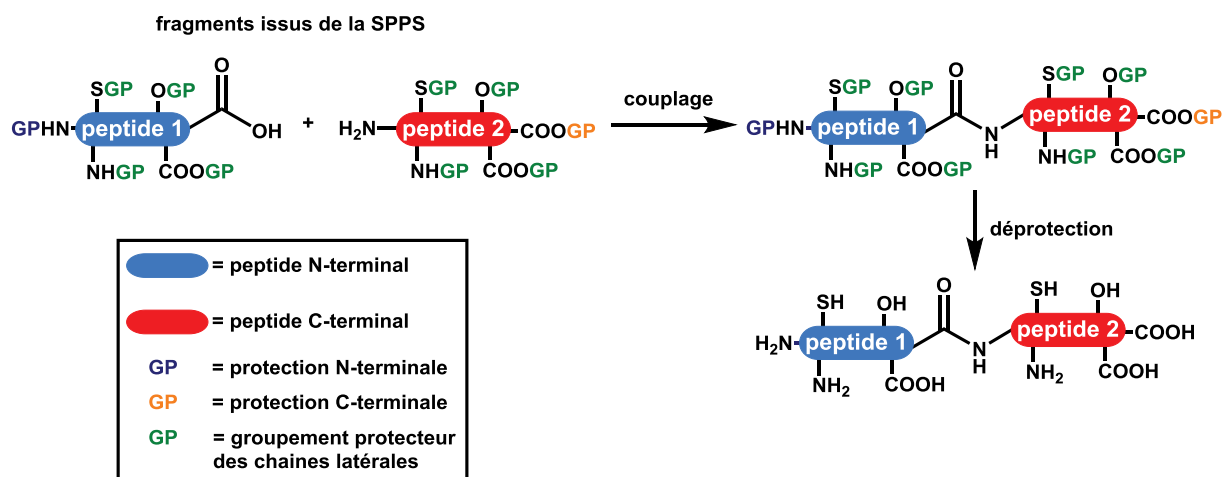 fragments issus de la SPPS
GPHN
SGP
OGP
peptide 1
NHGP
COOGP
O
OH
+
H2N
SGP
OGP
peptide 2
COOGP
NHGP
COOGP
couplage
GPHN
SGP
OGP
peptide 1
NHGP
COOGP
O
N
H
SGP
OGP
peptide 2
COOGP
NHGP
COOGP
déprotection
H2N
SH
OH
peptide 1
NH2
COOH
O
N
H
SH
OH
peptide 2
COOH
NH2
COOH
= peptide N-terminal
= peptide C-terminal
GP = protection N-terminale
GP = protection C-terminale
GP = groupement protecteur
des chaines latérales